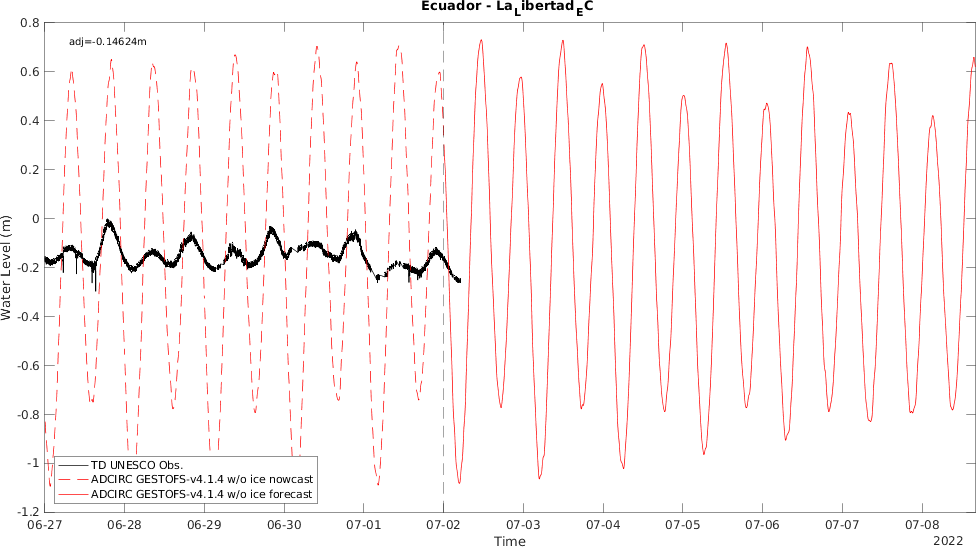 Ecuador - LaLibertadEC
adj=-0.14624m
0.8
0.6
0.4
0.2
0
-0.2
-0.4
-0.6
-0.8
-1
-1.2
Water Level (m)
TD UNESCO Obs.
ADCIRC GESTOFS-v4.1.4 w/o ice nowcast
ADCIRC GESTOFS-v4.1.4 w/o ice forecast
06-27 06-28 06-29 06-30 07-01 07-02 07-03 07-04 07-05 07-06 07-07 07-08
Time
2022